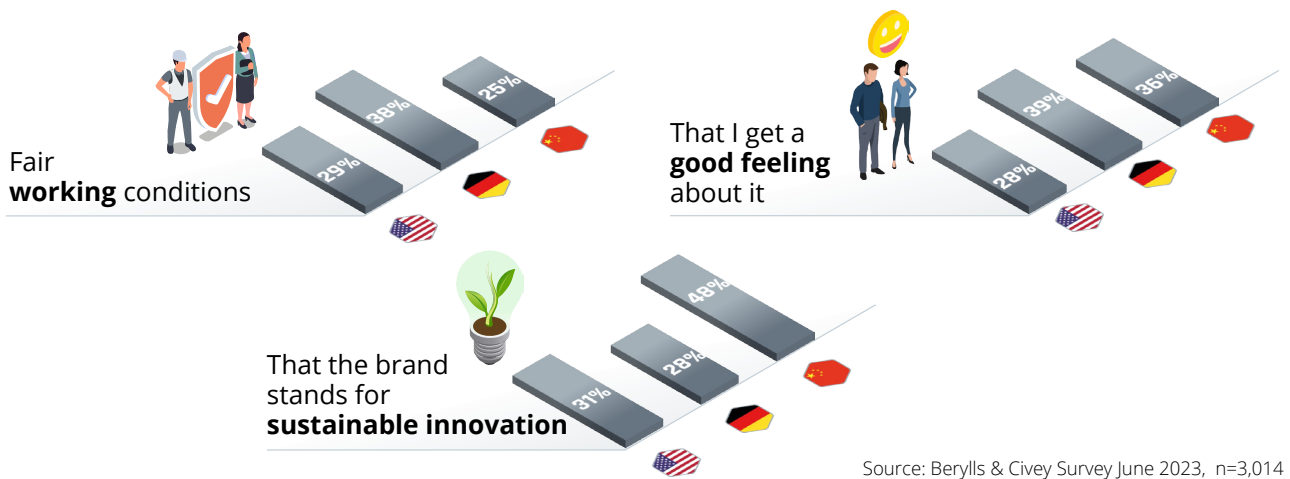 Fair
working conditions
29%
38%
25%
That I get a
good feeling
about it
28%
39%
36%
That the brand
stands for
sustainable innovation
31%
28%
48%
Source: Berylls & Civey Survey June 2023, n=3,014